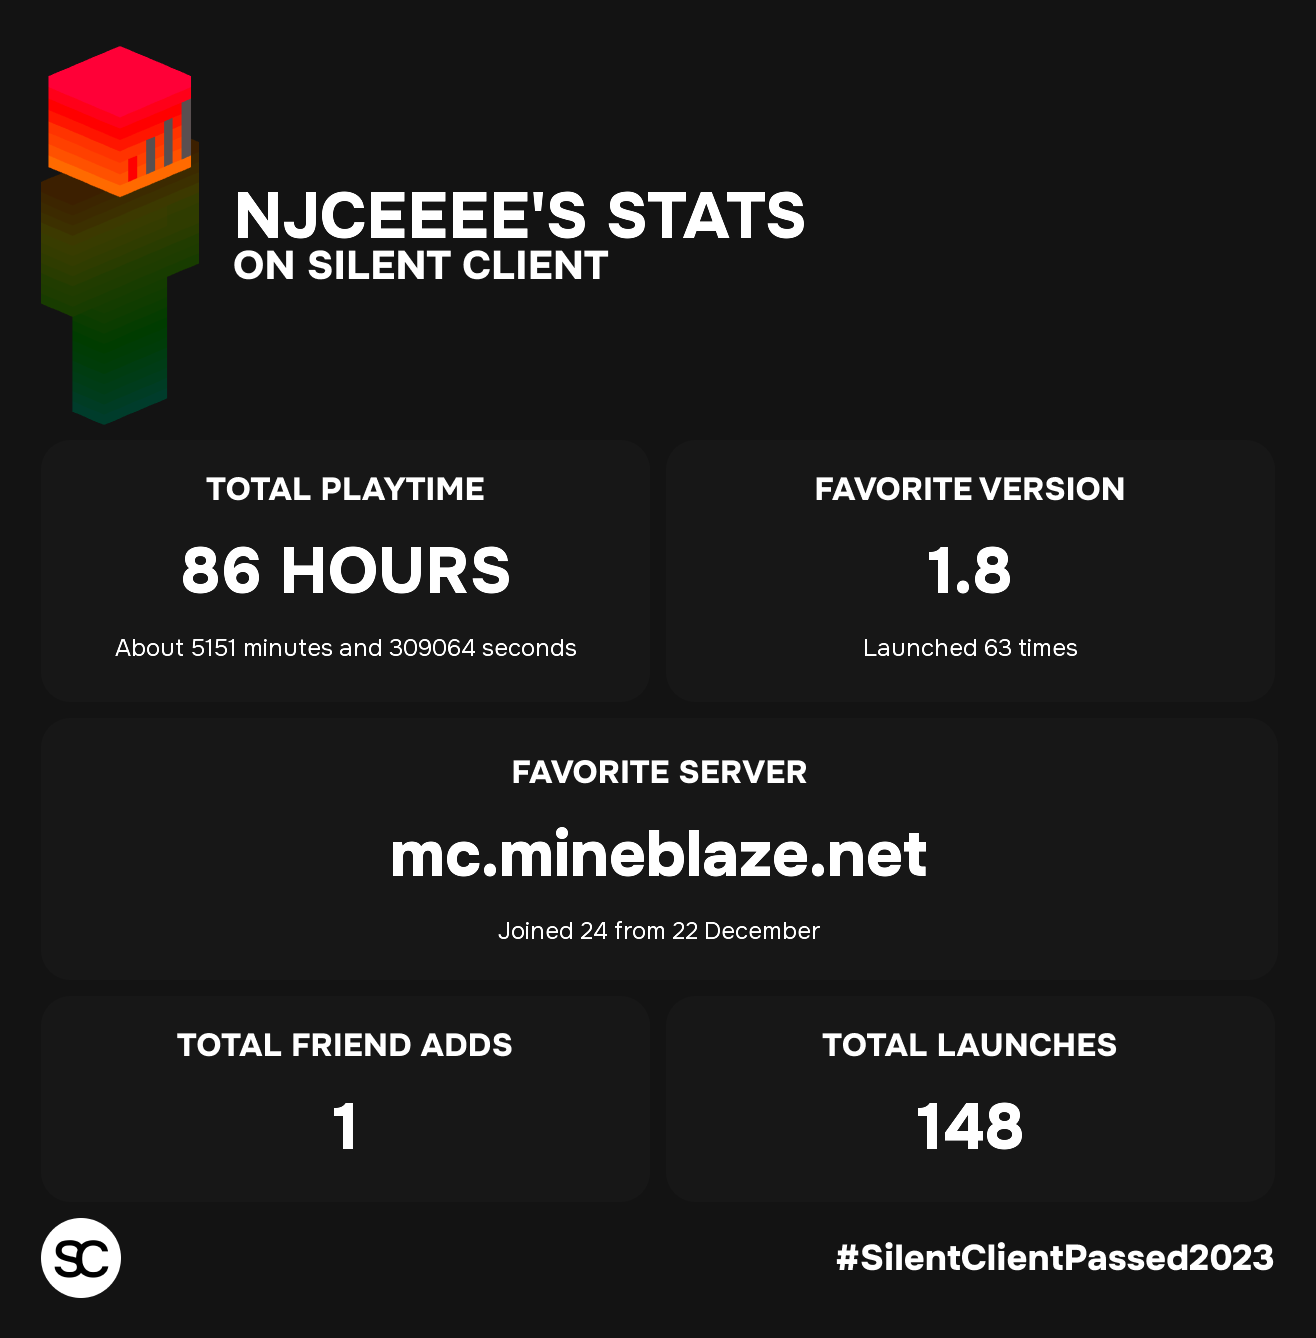 NJCEEEE'S STATS
ON SILENT CLIENT
TOTAL PLAYTIME
86 HOURS
About 5151 minutes and 309064 seconds
FAVORITE VERSION
1.8
Launched 63 times
FAVORITE SERVER
mc.mineblaze.net
Joined 24 from 22 December
TOTAL FRIEND ADDS
1
TOTAL LAUNCHES
148
SC
#SilentClientPassed2023